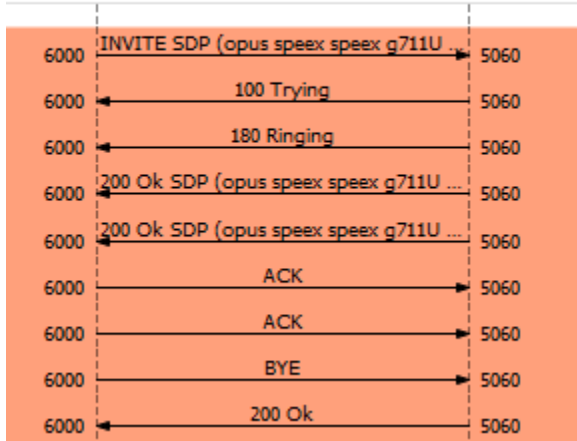 6000 INVITE SDP (opus speex speex g711U ... 5060
6000 100 Trying 5060
6000 180 Ringing 5060
6000 200 Ok SDP (opus speex speex g711U ... 5060
6000 200 Ok SDP (opus speex speex g711U ... 5060
6000 ACK 5060
6000 ACK 5060
6000 BYE 5060
6000 200 Ok 5060